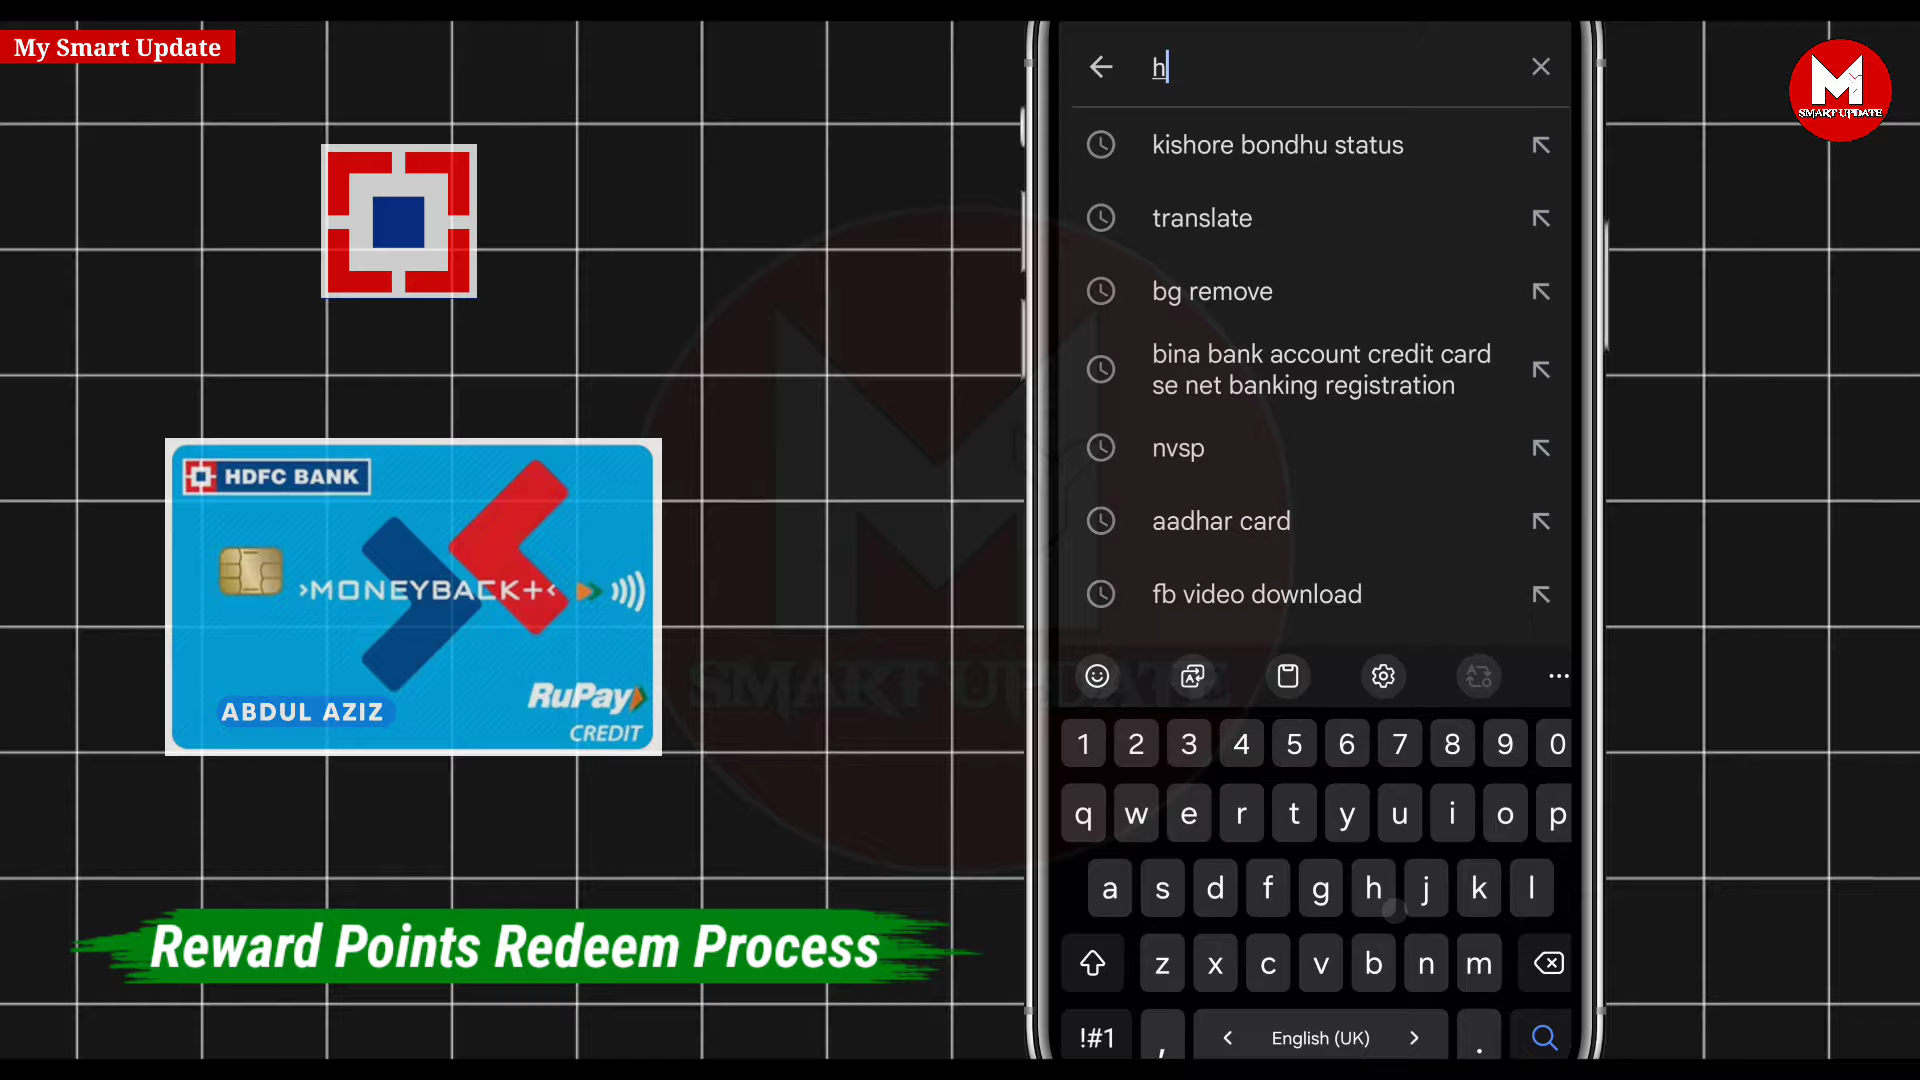 My Smart Update
M
SMART UPDATE
HDFC BANK
›MONEYBACK+‹
ABDUL AZIZ
RuPay
CREDIT
Reward Points Redeem Process
SMART UPDATE
h
kishore bondhu status
translate
bg remove
bina bank account credit card
se net banking registration
nvsp
aadhar card
fb video download
1 2 3 4 5 6 7 8 9 0
q w e r t y u i o p
a s d f g h j k l
z x c v b n m
!#1 , < English (UK) > .